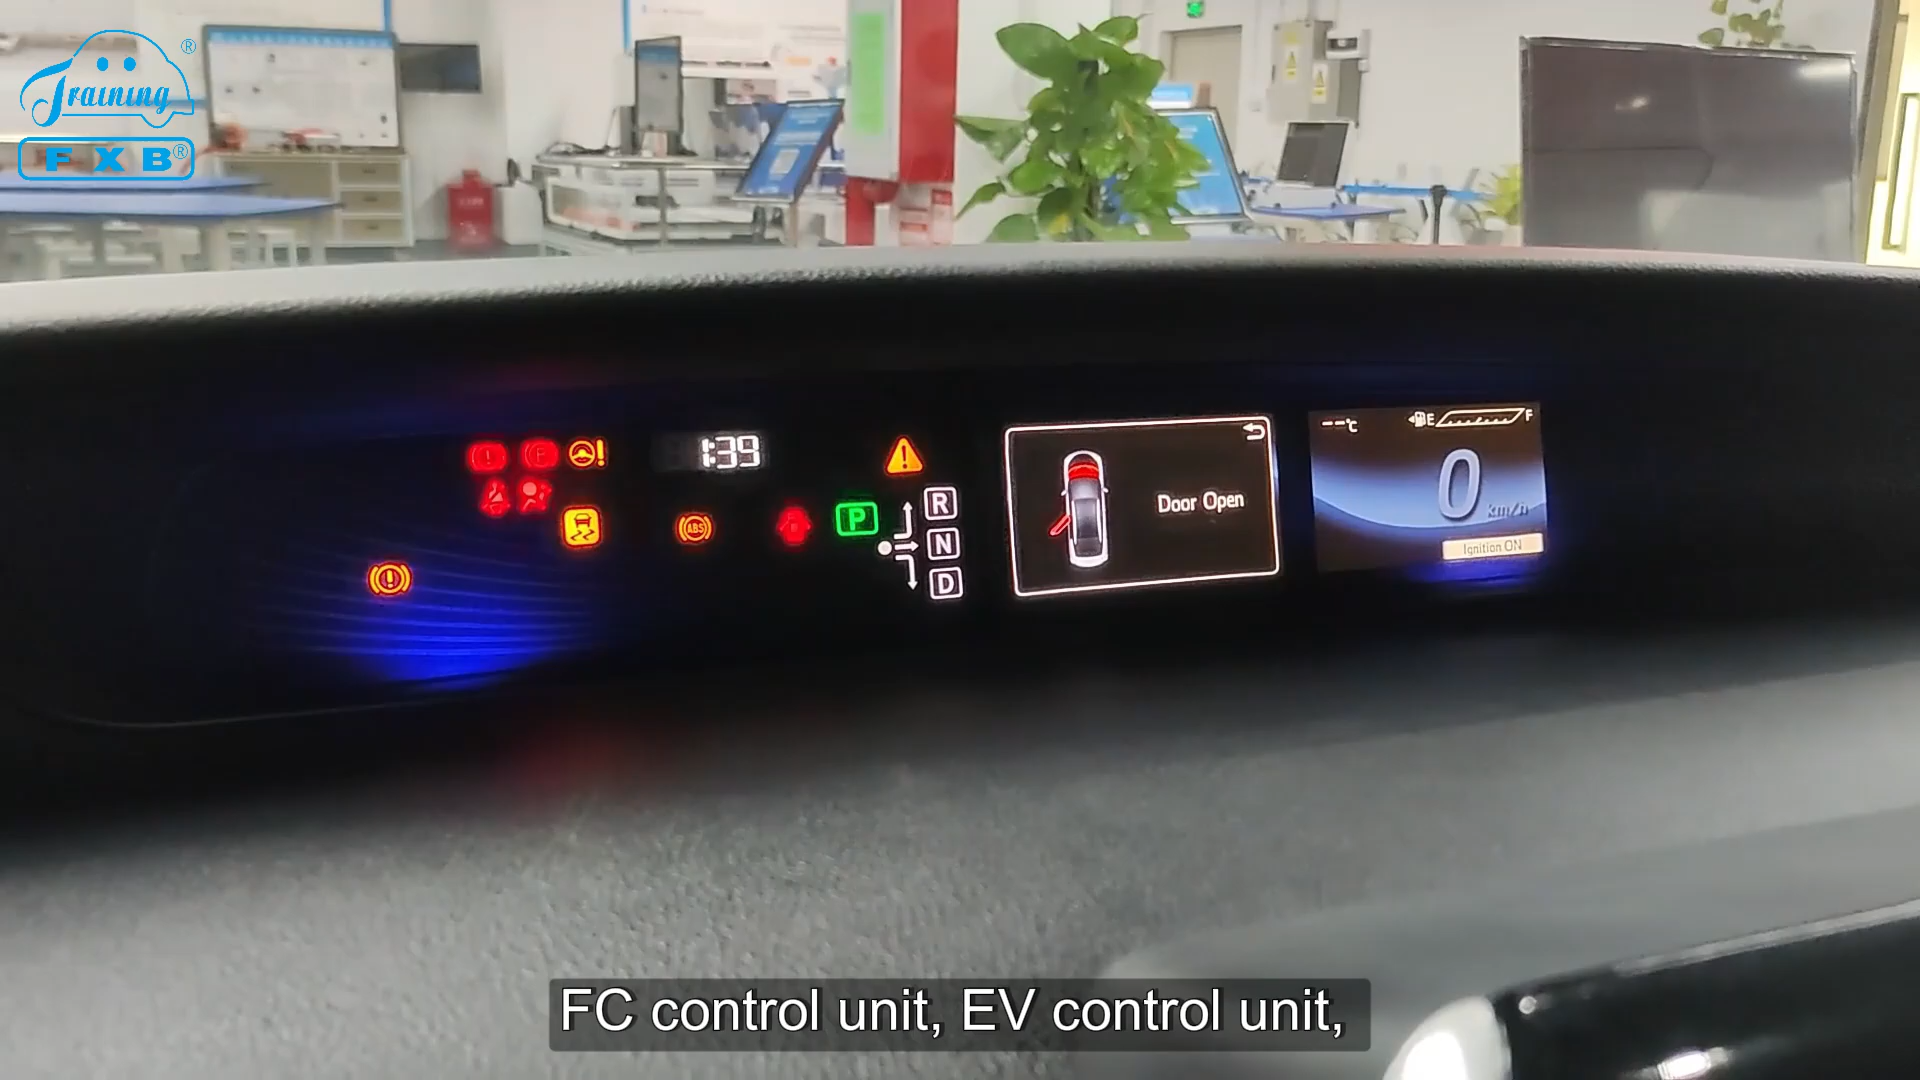 Training®
FXB®
1:39
--°C
E F
0
km/h
Ignition ON
Door Open
ABS
P
R
N
D
FC control unit, EV control unit,